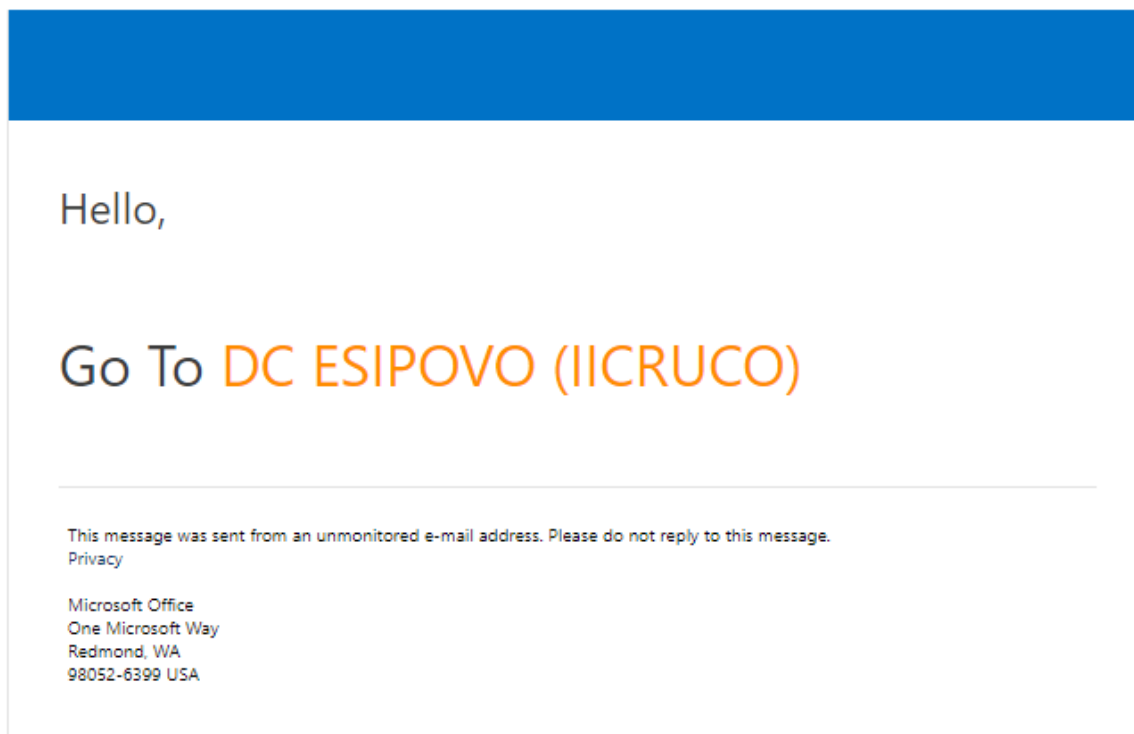 Hello,
Go To DC ESIPOVO (IICRUCO)
This message was sent from an unmonitored e-mail address. Please do not reply to this message.
Privacy
Microsoft Office
One Microsoft Way
Redmond, WA
98052-6399 USA